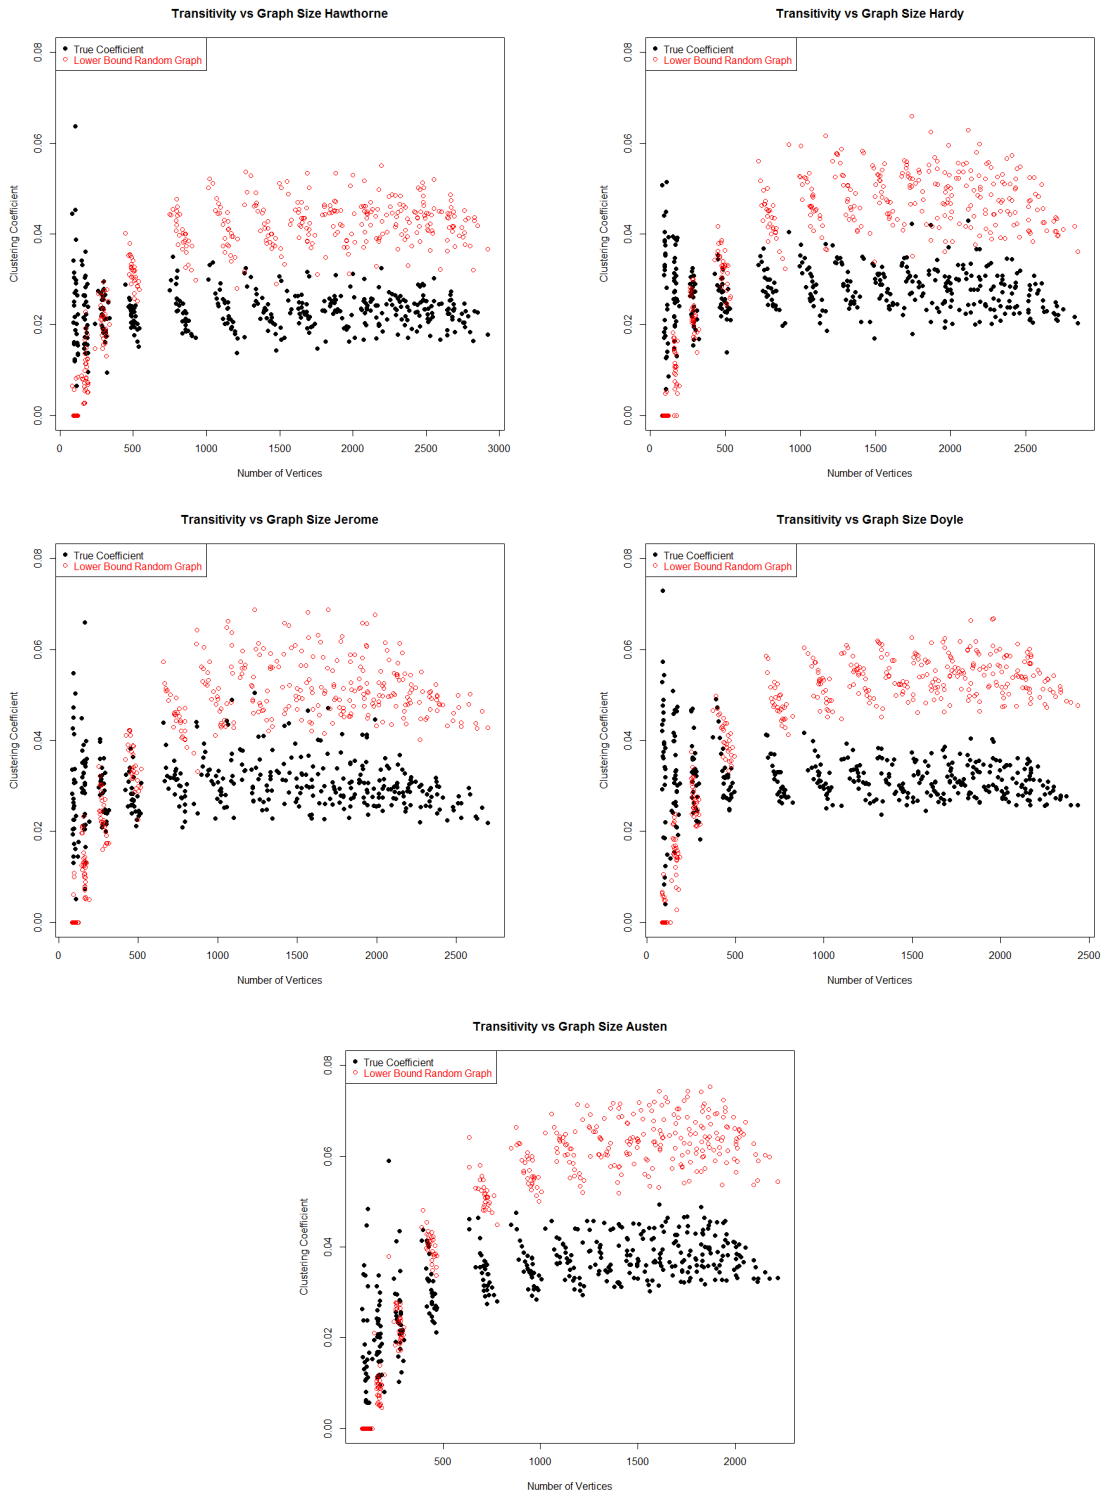 Transitivity vs Graph Size Hawthorne
True Coefficient
Lower Bound Random Graph
Clustering Coefficient
0.08
0.06
0.04
0.02
0.00
0 500 1000 1500 2000 2500 3000
Number of Vertices
Transitivity vs Graph Size Hardy
True Coefficient
Lower Bound Random Graph
Clustering Coefficient
0.08
0.06
0.04
0.02
0.00
0 500 1000 1500 2000 2500
Number of Vertices
Transitivity vs Graph Size Jerome
True Coefficient
Lower Bound Random Graph
Clustering Coefficient
0.08
0.06
0.04
0.02
0.00
0 500 1000 1500 2000 2500
Number of Vertices
Transitivity vs Graph Size Doyle
True Coefficient
Lower Bound Random Graph
Clustering Coefficient
0.08
0.06
0.04
0.02
0.00
0 500 1000 1500 2000 2500
Number of Vertices
Transitivity vs Graph Size Austen
True Coefficient
Lower Bound Random Graph
Clustering Coefficient
0.08
0.06
0.04
0.02
0.00
500 1000 1500 2000
Number of Vertices